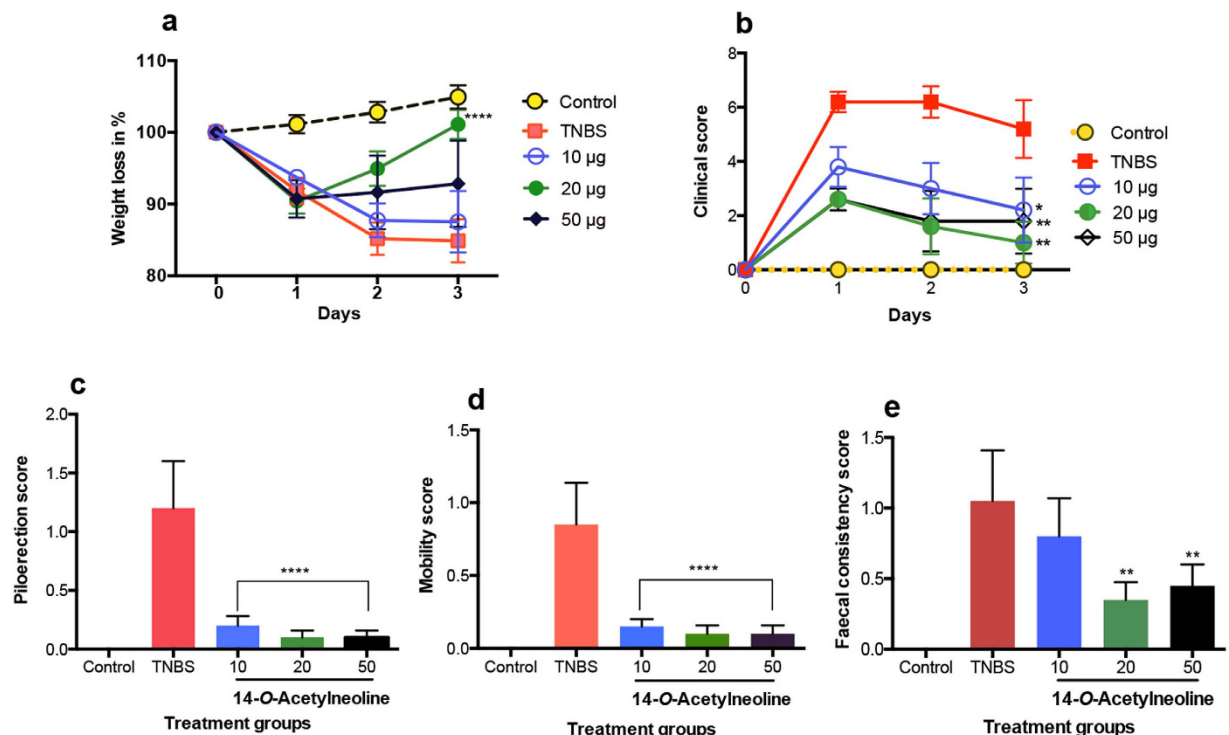 a
110
100
90
80
Weight loss in %
0 1 2 3
Days
****
Control
TNBS
10 µg
20 µg
50 µg
b
8
6
4
2
0
Clinical score
0 1 2 3
Days
*
**
**
Control
TNBS
10 µg
20 µg
50 µg
c
2.0
1.5
1.0
0.5
0.0
Piloerection score
****
Control TNBS 10 20 50
14-O-Acetylneoline
Treatment groups
d
1.5
1.0
0.5
0.0
Mobility score
****
Control TNBS 10 20 50
14-O-Acetylneoline
Treatment groups
e
1.5
1.0
0.5
0.0
Faecal consistency score
** **
Control TNBS 10 20 50
14-O-Acetylneoline
Treatment groups